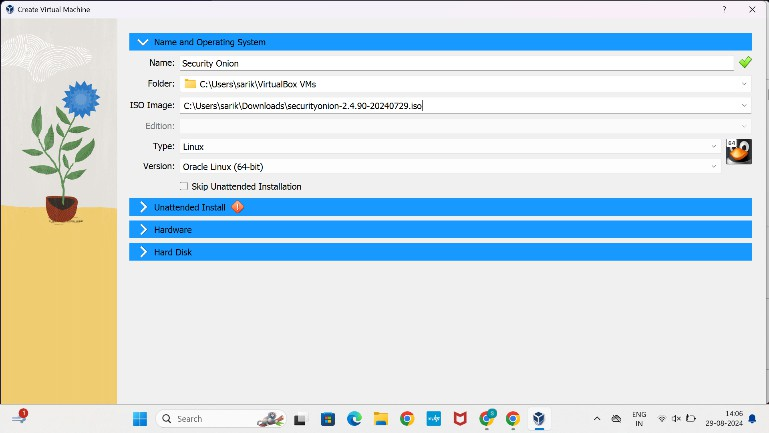 Create Virtual Machine
Name and Operating System
Name: Security Onion
Folder: C:\Users\sarik\VirtualBox VMs
ISO Image: C:\Users\sarik\Downloads\securityonion-2.4.90-20240729.iso
Edition:
Type: Linux
64
Version: Oracle Linux (64-bit)
Skip Unattended Installation
Unattended Install
Hardware
Hard Disk
1
Search
ENG
IN
14:06
29-08-2024